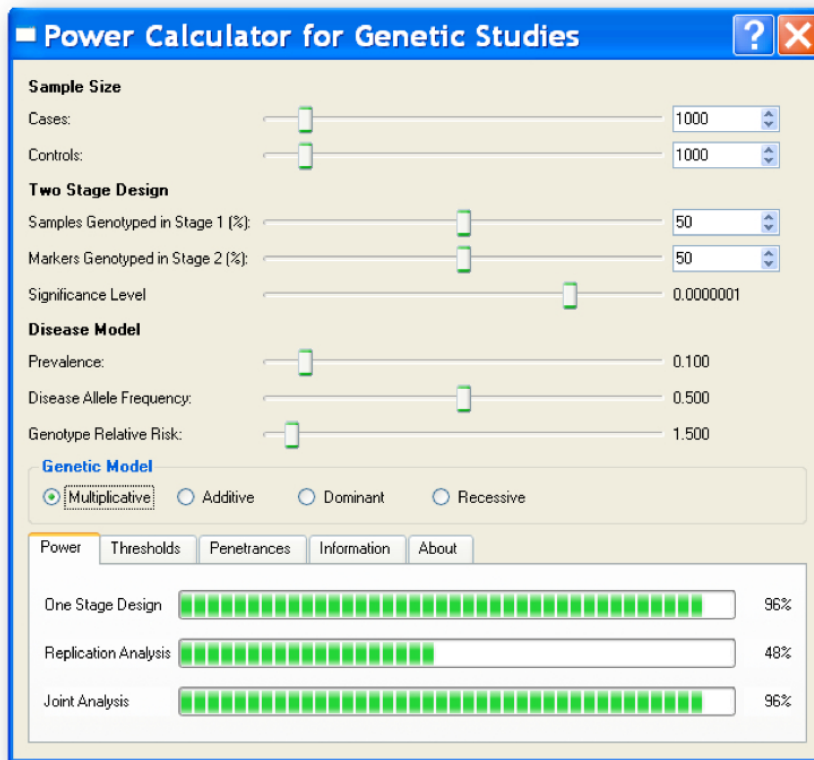 Power Calculator for Genetic Studies
Sample Size
Cases: 1000
Controls: 1000
Two Stage Design
Samples Genotyped in Stage 1 (%): 50
Markers Genotyped in Stage 2 (%): 50
Significance Level 0.0000001
Disease Model
Prevalence: 0.100
Disease Allele Frequency: 0.500
Genotype Relative Risk: 1.500
Genetic Model
Multiplicative Additive Dominant Recessive
Power Thresholds Penetrances Information About
One Stage Design 96%
Replication Analysis 48%
Joint Analysis 96%